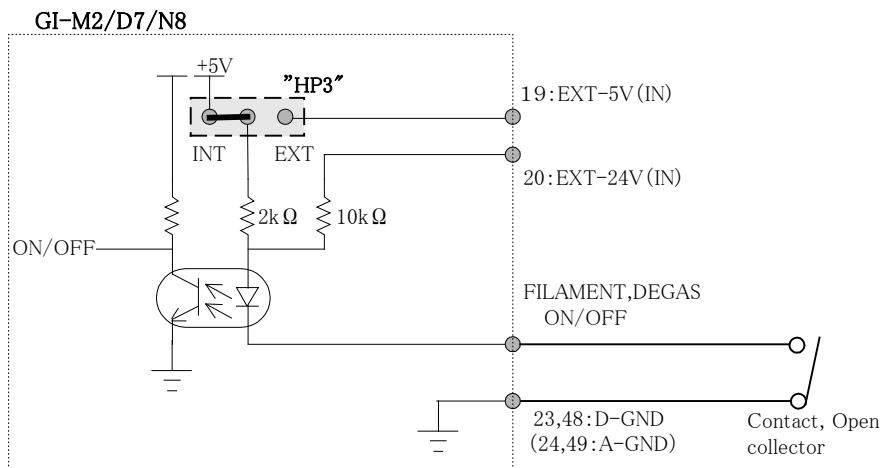 GI-M2/D7/N8
+5V
"HP3"
19:EXT-5V(IN)
INT
EXT
20:EXT-24V(IN)
2kΩ
10kΩ
ON/OFF
FILAMENT,DEGAS
ON/OFF
23,48:D-GND
(24,49:A-GND)
Contact, Open
collector